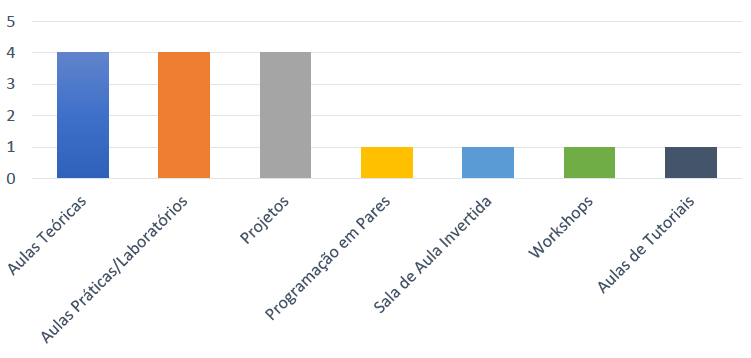 5
4
3
2
1
0
Aulas Teóricas
Aulas Práticas/Laboratórios
Projetos
Programação em Pares
Sala de Aula Invertida
Workshops
Aulas de Tutoriais